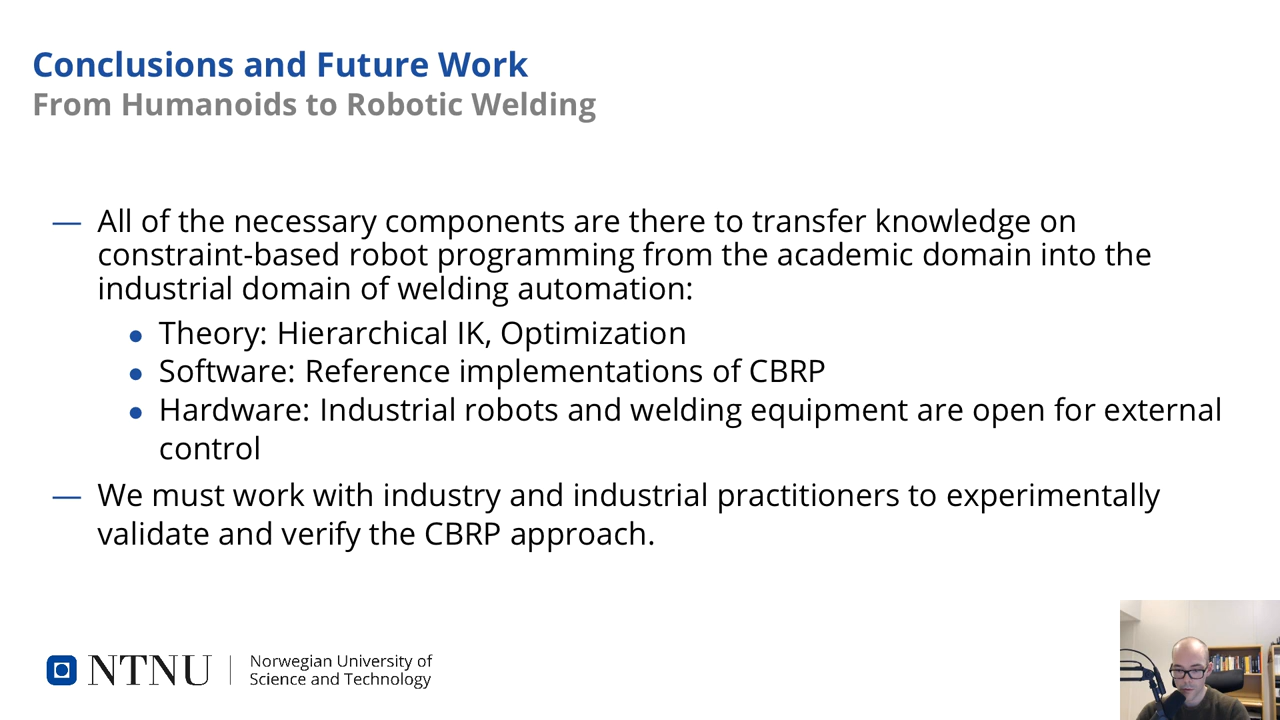 Conclusions and Future Work
From Humanoids to Robotic Welding
— All of the necessary components are there to transfer knowledge on
constraint-based robot programming from the academic domain into the
industrial domain of welding automation:
● Theory: Hierarchical IK, Optimization
● Software: Reference implementations of CBRP
● Hardware: Industrial robots and welding equipment are open for external
control
— We must work with industry and industrial practitioners to experimentally
validate and verify the CBRP approach.
NTNU
Norwegian University of
Science and Technology